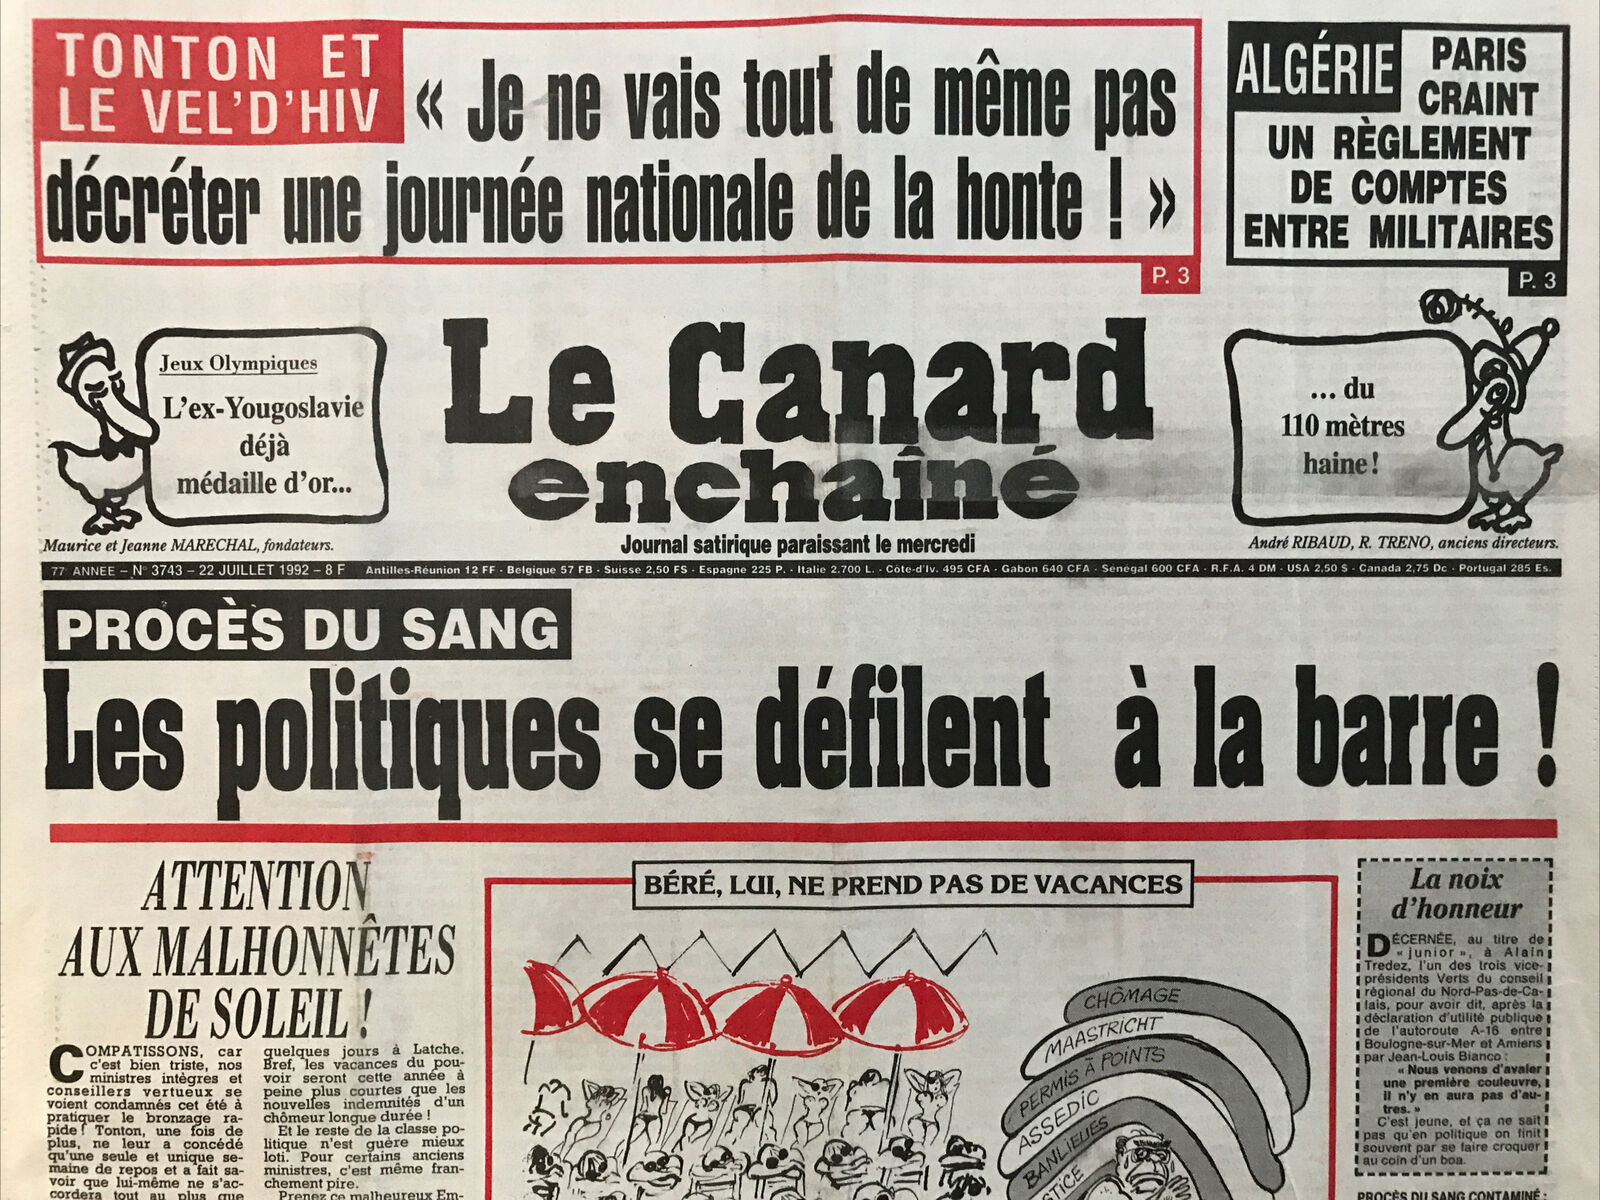 TONTON ET
LE VEL'D'HIV
« Je ne vais tout de même pas
décréter une journée nationale de la honte ! »
P. 3
ALGÉRIE
PARIS
CRAINT
UN RÈGLEMENT
DE COMPTES
ENTRE MILITAIRES
P. 3
Jeux Olympiques
L'ex-Yougoslavie
déjà
médaille d'or...
Le Canard
enchaîné
Journal satirique paraissant le mercredi
... du
110 mètres
haine !
Maurice et Jeanne MARECHAL, fondateurs.
André RIBAUD, R. TRENO, anciens directeurs.
77e ANNEE – N° 3743 – 22 JUILLET 1992 – 8 F Antilles-Réunion 12 FF - Belgique 57 FB - Suisse 2,50 FS - Espagne 225 P. - Italie 2.700 L. - Côte-d'Iv. 495 CFA - Gabon 640 CFA - Sénégal 600 CFA - R.F.A. 4 DM - USA 2,50 $ - Canada 2,75 Dc - Portugal 285 Es.
PROCÈS DU SANG
Les politiques se défilent à la barre !
ATTENTION
AUX MALHONNÊTES
DE SOLEIL !
COMPATISSONS, car
c'est bien triste, nos
ministres intègres et
conseillers vertueux se
voient condamnés cet été à
pratiquer le bronzage ra-
pide ! Tonton, une fois de
plus, ne leur a concédé
qu'une seule et unique se-
maine de repos et a fait sa-
voir que lui-même ne s'ac-
cordera tout au plus que
quelques jours à Latche.
Bref, les vacances du pou-
voir seront cette année à
peine plus courtes que les
nouvelles indemnités d'un
chômeur longue durée !
Et le reste de la classe po-
litique n'est guère mieux
loti. Pour certains anciens
ministres, c'est même fran-
chement pire.
Prenez ce malheureux Em-
BÉRÉ, LUI, NE PREND PAS DE VACANCES
CHÔMAGE
MAASTRICHT
PERMIS À POINTS
ASSEDIC
BANLIEUES
STICE
La noix
d'honneur
DÉCERNÉE, au titre de
« junior », à Alain
Tredez, l'un des trois vice-
présidents Verts du conseil
régional du Nord-Pas-de-Ca-
lais, pour avoir dit, après la
déclaration d'utilité publique
de l'autoroute A-16 entre
Boulogne-sur-Mer et Amiens
par Jean-Louis Bianco :
« Nous venons d'avaler
une première couleuvre,
il n'y en aura pas d'au-
tres. »
C'est jeune, et ça ne sait
pas qu'en politique on finit
souvent par se faire croquer
au coin d'un boa.
PROCÈS DU SANG CONTAMINÉ :